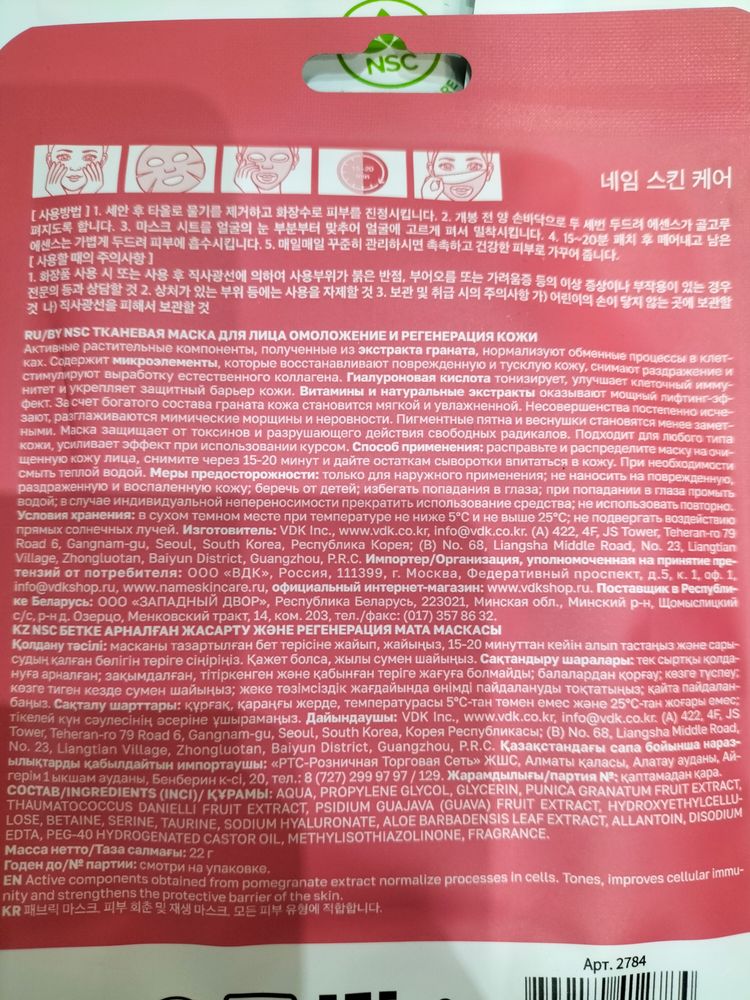 NSC
15-20
min
네임 스킨 케어
[ 사용방법 ] 1. 세안 후 타올로 물기를 제거하고 화장수로 피부를 진정시킵니다. 2. 개봉 전 양 손바닥으로 두 세번 두드려 에센스가 골고루
펴지도록 합니다. 3. 마스크 시트를 얼굴의 눈 부분부터 맞추어 얼굴에 고르게 펴서 밀착시킵니다. 4. 15~20분 패치 후 떼어내고 남은
에센스는 가볍게 두드려 피부에 흡수시킵니다. 5. 매일매일 꾸준히 관리하시면 촉촉하고 건강한 피부로 가꾸어 줍니다.
[ 사용할 때의 주의사항 ]
1. 화장품 사용 시 또는 사용 후 직사광선에 의하여 사용부위가 붉은 반점, 부어오름 또는 가려움증 등의 이상 증상이나 부작용이 있는 경우
전문의 등과 상담할 것 2. 상처가 있는 부위 등에는 사용을 자제할 것 3. 보관 및 취급 시의 주의사항 가) 어린이의 손이 닿지 않는 곳에 보관할
것 나) 직사광선을 피해서 보관할 것
RU/BY NSC ТКАНЕВАЯ МАСКА ДЛЯ ЛИЦА ОМОЛОЖЕНИЕ И РЕГЕНЕРАЦИЯ КОЖИ
Активные растительные компоненты, полученные из экстракта граната, нормализуют обменные процессы в клет-
ках. Содержит микроэлементы, которые восстанавливают поврежденную и тусклую кожу, снимают раздражение и
стимулируют выработку естественного коллагена. Гиалуроновая кислота тонизирует, улучшает клеточный имму-
нитет и укрепляет защитный барьер кожи. Витамины и натуральные экстракты оказывают мощный лифтинг-эф-
фект. За счет богатого состава граната кожа становится мягкой и увлажненной. Несовершенства постепенно исче-
зают, разглаживаются мимические морщины и неровности. Пигментные пятна и веснушки становятся менее замет-
ными. Маска защищает от токсинов и разрушающего действия свободных радикалов. Подходит для любого типа
кожи, усиливает эффект при использовании курсом. Способ применения: расправьте и распределите маску на очи-
щенную кожу лица, снимите через 15-20 минут и дайте остаткам сыворотки впитаться в кожу. При необходимости
смыть теплой водой. Меры предосторожности: только для наружного применения; не наносить на поврежденную,
раздраженную и воспаленную кожу; беречь от детей; избегать попадания в глаза; при попадании в глаза промыть
водой; в случае индивидуальной непереносимости прекратить использование средства; не использовать повторно.
Условия хранения: в сухом темном месте при температуре не ниже 5°С и не выше 25°С; не подвергать воздействию
прямых солнечных лучей. Изготовитель: VDK Inc., www.vdk.co.kr, info@vdk.co.kr. (A) 422, 4F, JS Tower, Teheran-ro 79
Road 6, Gangnam-gu, Seoul, South Korea, Республика Корея; (B) No. 68, Liangsha Middle Road, No. 23, Liangtian
Village, Zhongluotan, Baiyun District, Guangzhou, P.R.C. Импортер/Организация, уполномоченная на принятие пре-
тензий от потребителя: ООО «ВДК», Россия, 111399, г. Москва, Федеративный проспект, д.5, к. 1, оф. 1,
info@vdkshop.ru, www.nameskincare.ru, официальный интернет-магазин: www.vdkshop.ru. Поставщик в Республи-
ке Беларусь: ООО «ЗАПАДНЫЙ ДВОР», Республика Беларусь, 223021, Минская обл., Минский р-н, Щомыслицкий
с/с, р-н д. Озерцо, Менковский тракт, 14, ком. 203, тел./факс: (017) 357 86 32.
KZ NSC БЕТКЕ АРНАЛҒАН ЖАСАРТУ ЖӘНЕ РЕГЕНЕРАЦИЯ МАТА МАСКАСЫ
Қолдану тәсілі: масканы тазартылған бет терісіне жайып, жайыңыз, 15-20 минуттан кейін алып тастаңыз және сары-
судың қалған бөлігін теріге сіңіріңіз. Қажет болса, жылы сумен шайыңыз. Сақтандыру шаралары: тек сыртқы қолда-
нуға арналған; зақымдалған, тітіркенген және қабынған теріге жағуға болмайды; балалардан қорғау; көзге түспеу;
көзге тиген кезде сумен шайыңыз; жеке төзімсіздік жағдайында өнімді пайдалануды тоқтатыңыз; қайта пайдалан-
баңыз. Сақталу шарттары: құрғақ, қараңғы жерде, температурасы 5°С-тан төмен емес және 25°С-тан жоғары емес;
тікелей күн сәулесінің әсеріне ұшырамаңыз. Дайындаушы: VDK Inc., www.vdk.co.kr, info@vdk.co.kr. (A) 422, 4F, JS
Tower, Teheran-ro 79 Road 6, Gangnam-gu, Seoul, South Korea, Корея Республикасы; (B) No. 68, Liangsha Middle Road,
No. 23, Liangtian Village, Zhongluotan, Baiyun District, Guangzhou, P.R.C. Қазақстандағы сапа бойынша нараз-
ылықтарды қабылдайтын импорттаушы: «РТС-Розничная Торговая Сеть» ЖШС, Алматы қаласы, Алатау ауданы, Ай-
герім 1 ықшам ауданы, Бенберин к-сі, 20, тел.: 8 (727) 299 97 97 / 129. Жарамдылығы/партия №: қаптамадан қара.
СОСТАВ/INGREDIENTS (INCI)/ ҚҰРАМЫ: AQUA, PROPYLENE GLYCOL, GLYCERIN, PUNICA GRANATUM FRUIT EXTRACT,
THAUMATOCOCCUS DANIELLI FRUIT EXTRACT, PSIDIUM GUAJAVA (GUAVA) FRUIT EXTRACT, HYDROXYETHYLCELLU-
LOSE, BETAINE, SERINE, TAURINE, SODIUM HYALURONATE, ALOE BARBADENSIS LEAF EXTRACT, ALLANTOIN, DISODIUM
EDTA, PEG-40 HYDROGENATED CASTOR OIL, METHYLISOTHIAZOLINONE, FRAGRANCE.
Масса нетто/Таза салмағы: 22 г
Годен до/№ партии: смотри на упаковке.
EN Active components obtained from pomegranate extract normalize processes in cells. Tones, improves cellular immu-
nity and strengthens the protective barrier of the skin.
KR 패브릭 마스크. 피부 회춘 및 재생 마스크. 모든 피부 유형에 적합합니다.
Арт. 2784